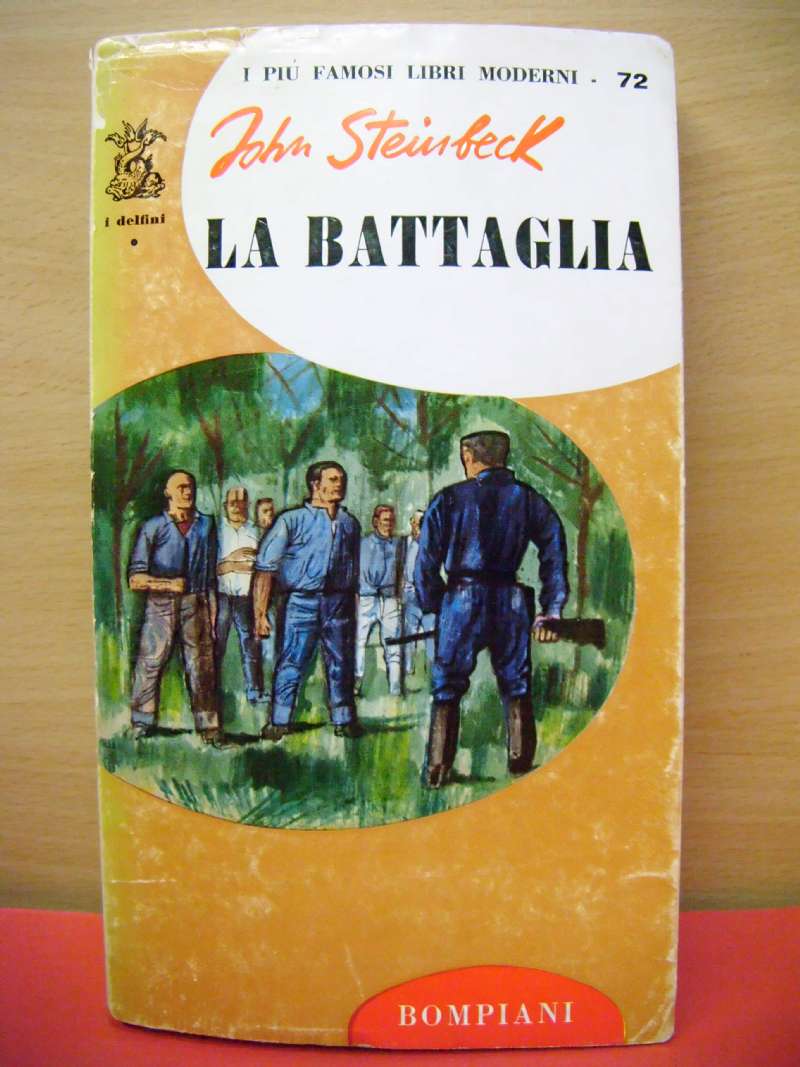 I PIÙ FAMOSI LIBRI MODERNI - 72
John Steinbeck
i delfini
LA BATTAGLIA
BOMPIANI